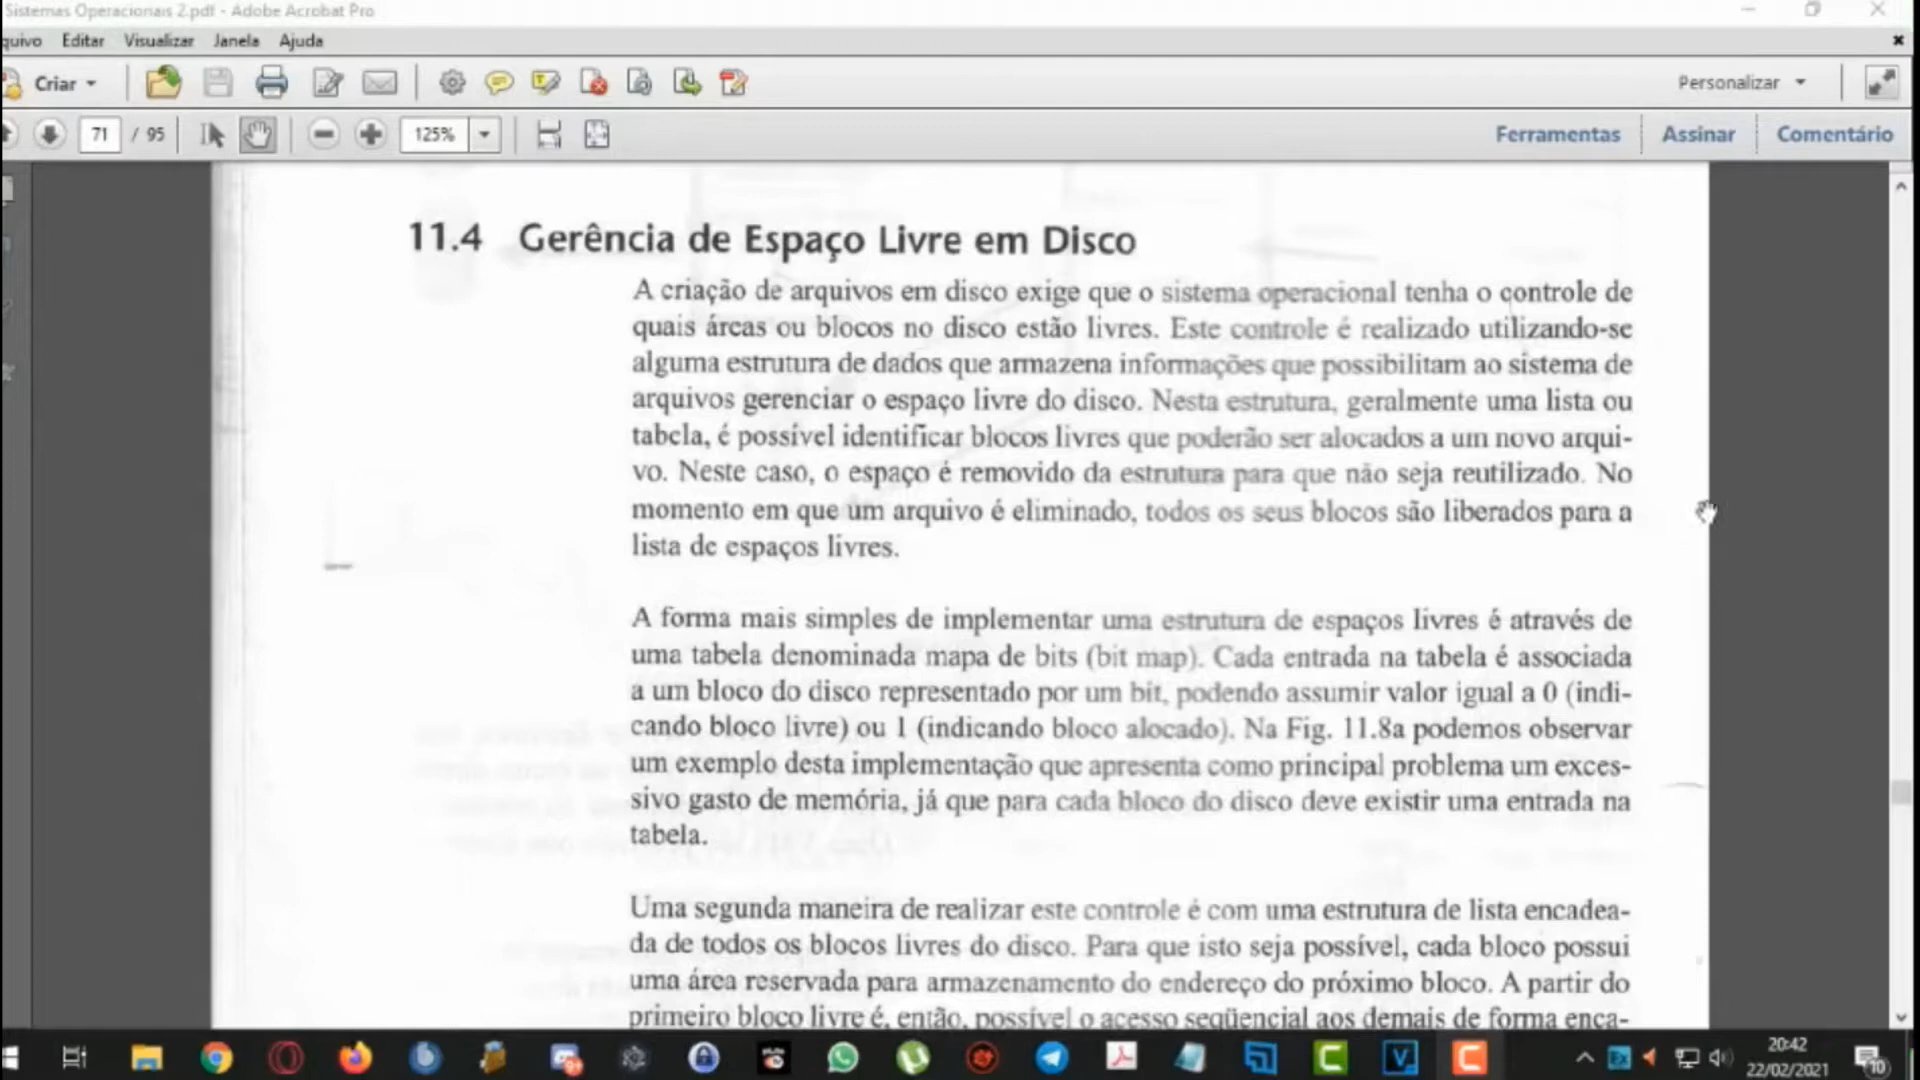 Sistemas Operacionais 2.pdf - Adobe Acrobat Pro
quivo Editar Visualizar Janela Ajuda
Criar Personalizar
71 / 95 125% Ferramentas Assinar Comentário
11.4 Gerência de Espaço Livre em Disco
A criação de arquivos em disco exige que o sistema operacional tenha o controle de
quais áreas ou blocos no disco estão livres. Este controle é realizado utilizando-se
alguma estrutura de dados que armazena informações que possibilitam ao sistema de
arquivos gerenciar o espaço livre do disco. Nesta estrutura, geralmente uma lista ou
tabela, é possível identificar blocos livres que poderão ser alocados a um novo arqui-
vo. Neste caso, o espaço é removido da estrutura para que não seja reutilizado. No
momento em que um arquivo é eliminado, todos os seus blocos são liberados para a
lista de espaços livres.
A forma mais simples de implementar uma estrutura de espaços livres é através de
uma tabela denominada mapa de bits (bit map). Cada entrada na tabela é associada
a um bloco do disco representado por um bit, podendo assumir valor igual a 0 (indi-
cando bloco livre) ou 1 (indicando bloco alocado). Na Fig. 11.8a podemos observar
um exemplo desta implementação que apresenta como principal problema um exces-
sivo gasto de memória, já que para cada bloco do disco deve existir uma entrada na
tabela.
Uma segunda maneira de realizar este controle é com uma estrutura de lista encadea-
da de todos os blocos livres do disco. Para que isto seja possível, cada bloco possui
uma área reservada para armazenamento do endereço do próximo bloco. A partir do
primeiro bloco livre é, então, possível o acesso seqüencial aos demais de forma enca-
20:42
22/02/2021
10